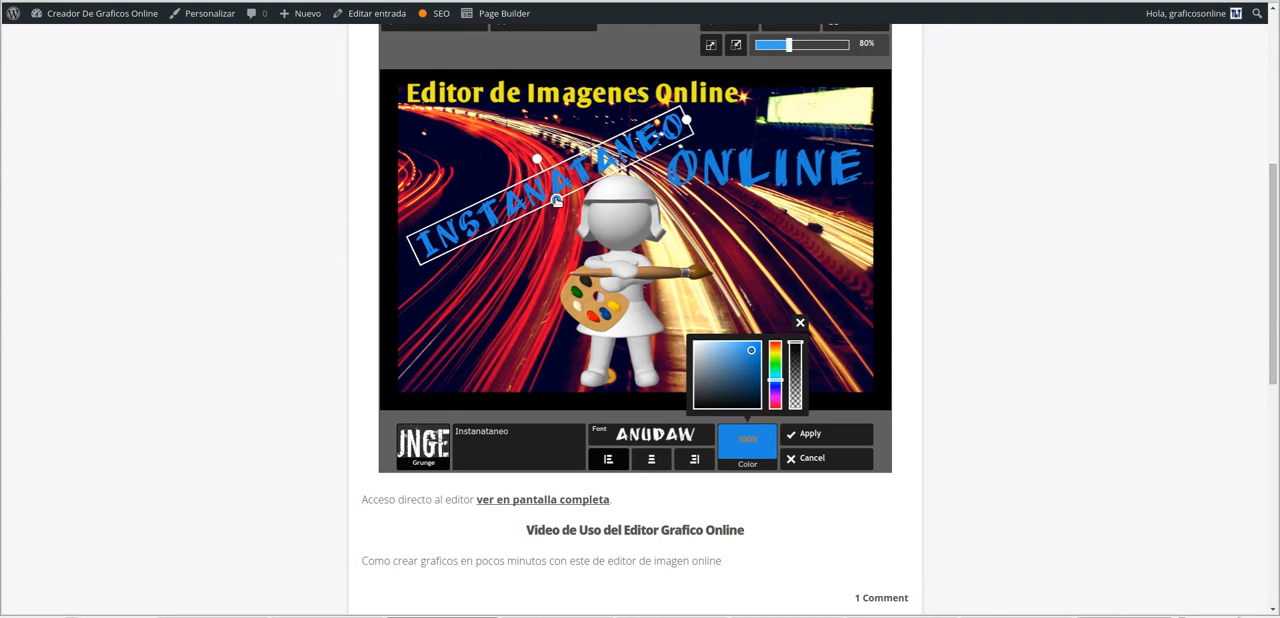 Creador De Graficos Online Personalizar 0 Nuevo Editar entrada SEO Page Builder Hola, graficosonline
80%
Editor de Imagenes Online
INSTANATANEO
ONLINE
UNGE
Grunge
Instanataneo
Font
ANUDAW
100%
Color
Apply
Cancel
Acceso directo al editor ver en pantalla completa.
Video de Uso del Editor Grafico Online
Como crear graficos en pocos minutos con este de editor de imagen online
1 Comment